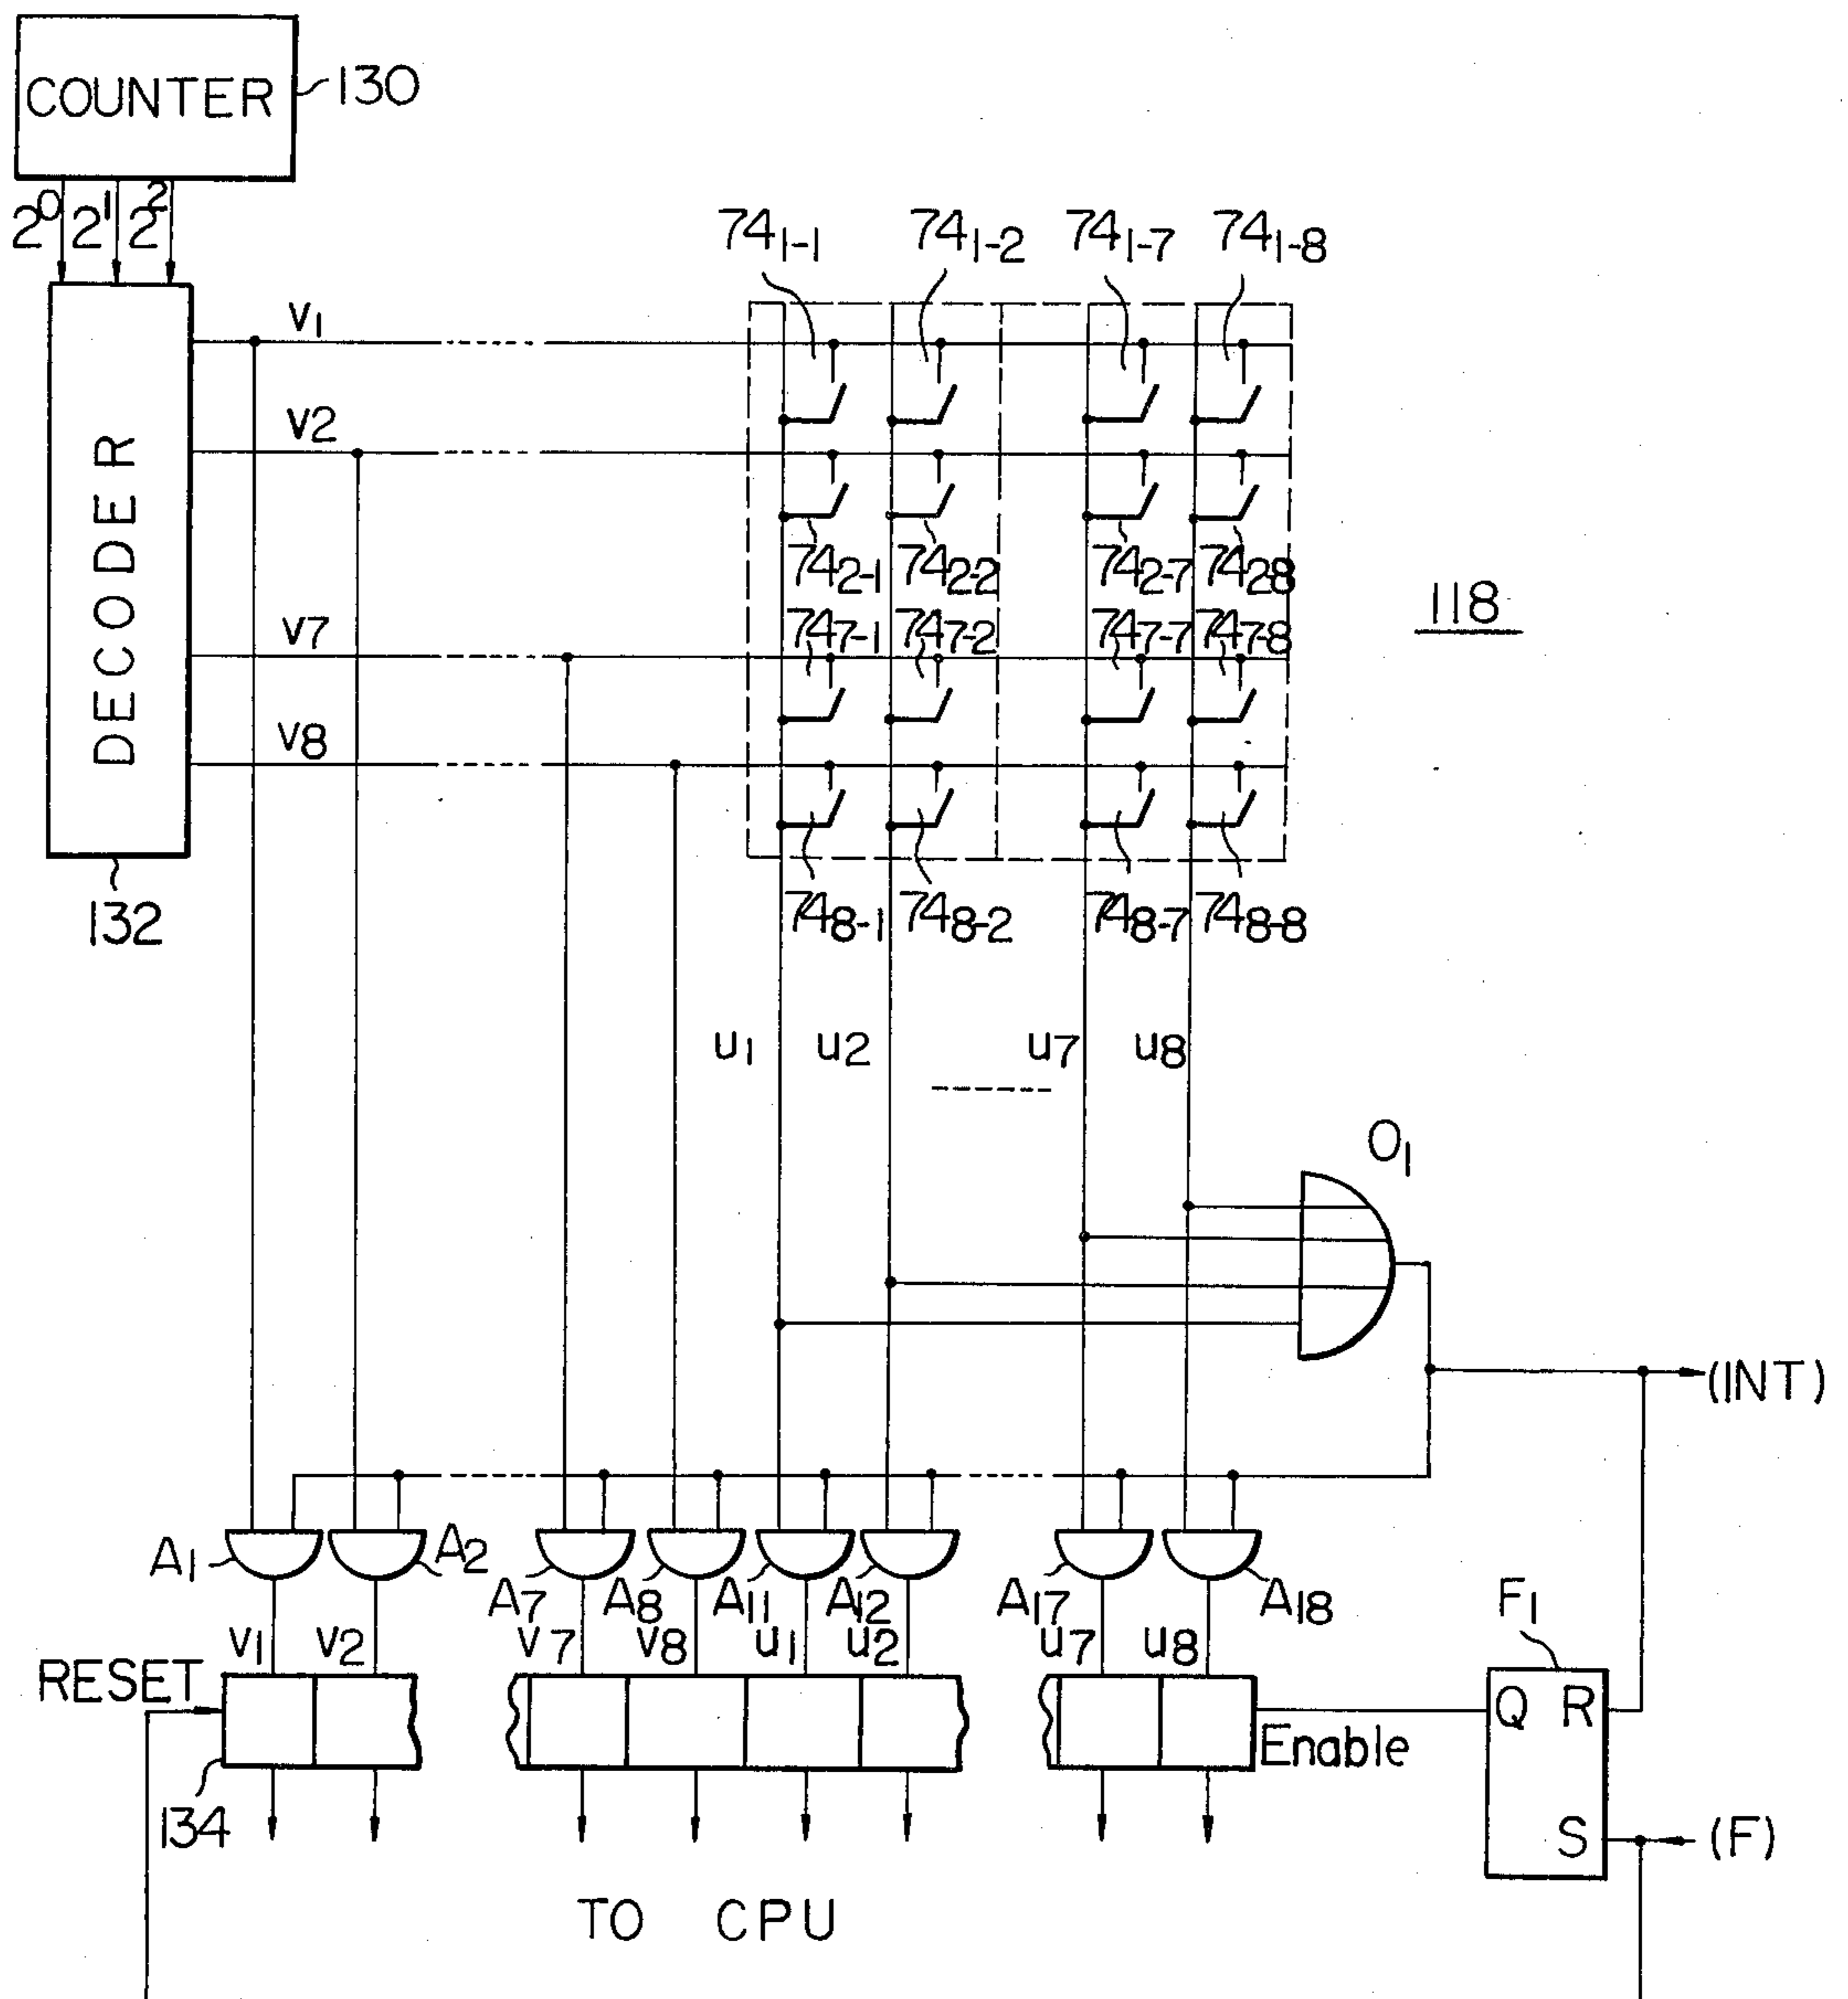 COUNTER
130
2⁰ 2¹ 2²
74₁₋₁ 74₁₋₂ 74₁₋₇ 74₁₋₈
V₁
V2
DECODER
74₂₋₁ 74₂₋₂ 74₂₋₇ 74₂₋₈
118
V7
74₇₋₁ 74₇₋₂ 74₇₋₇ 74₇₋₈
V8
132
74₈₋₁ 74₈₋₂ 74₈₋₇ 74₈₋₈
u₁ u₂ u₇ u₈
O₁
(INT)
A₁ A₂ A₇ A₈ A₁₁ A₁₂ A₁₇ A₁₈
F₁
V₁ V₂ V₇ V₈ u₁ u₂ u₇ u₈
RESET
Q R
Enable
134
S (F)
TO CPU